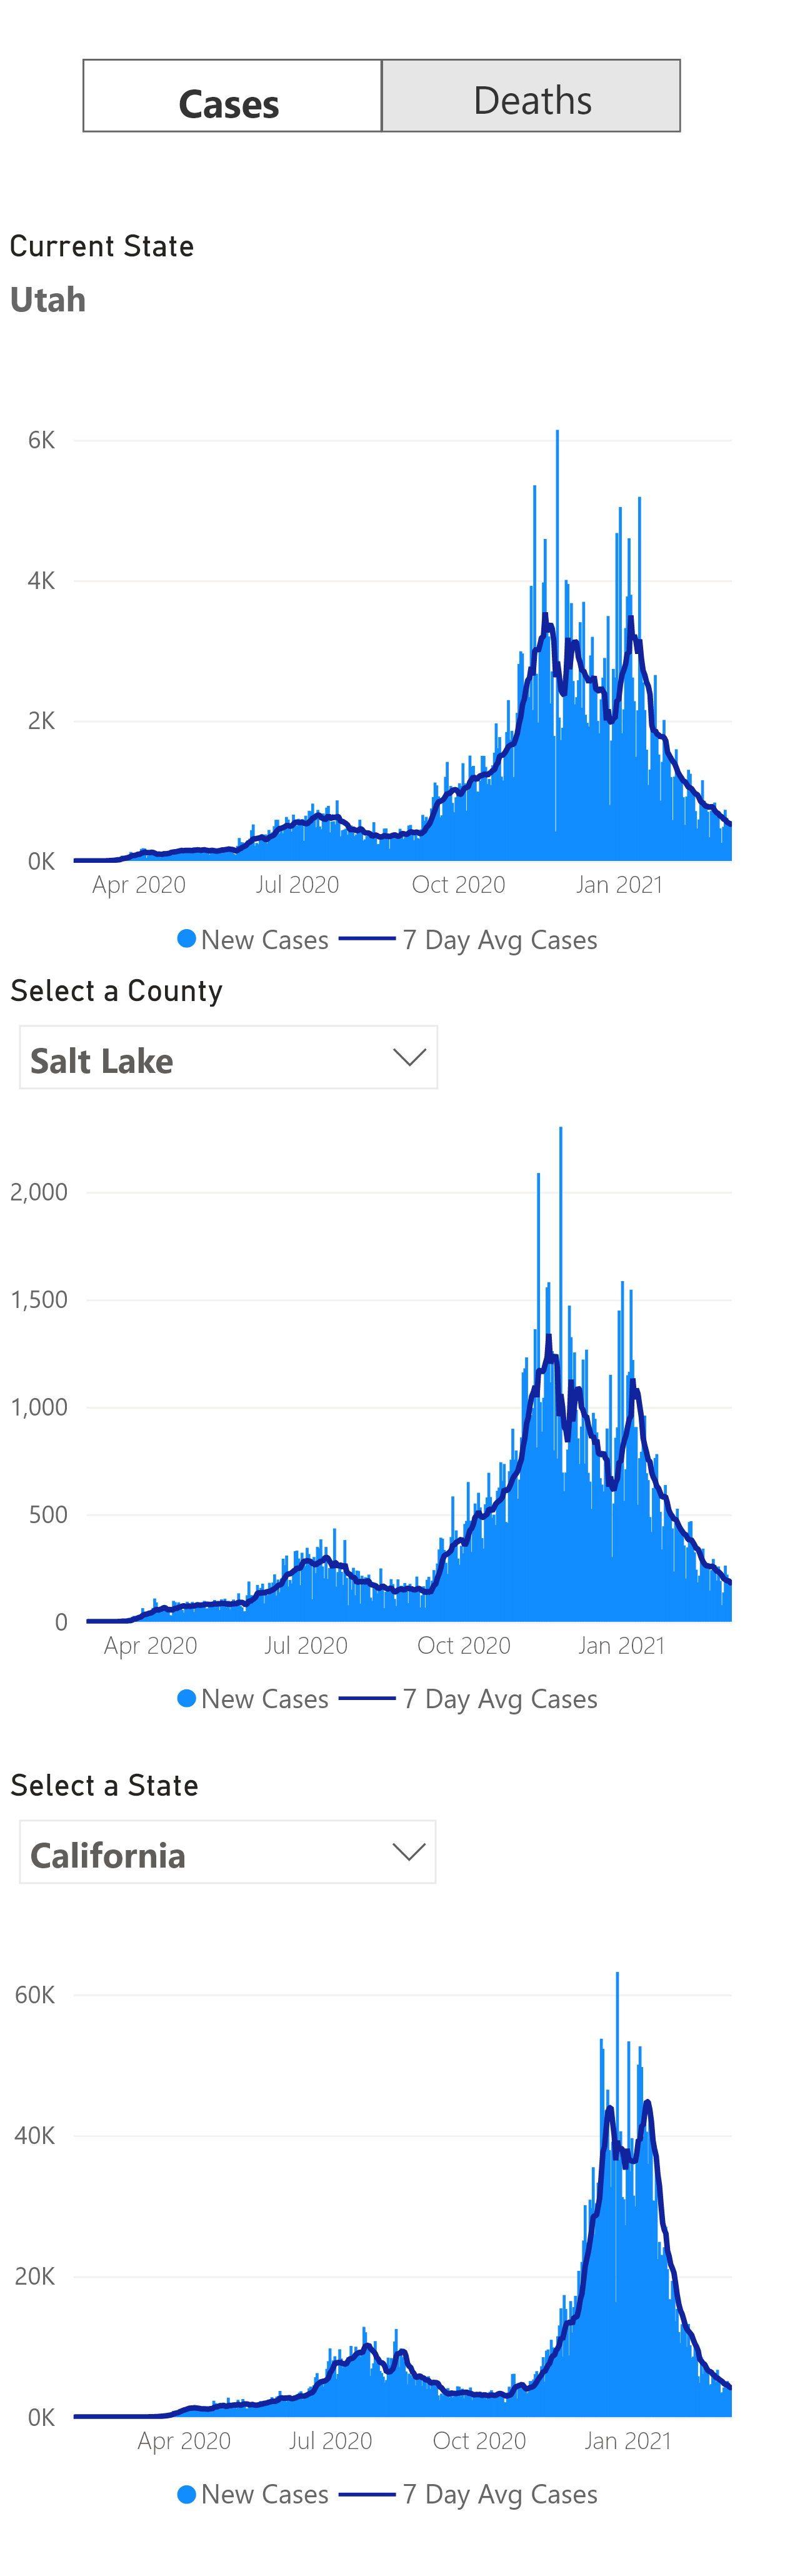 Cases Deaths
Current State
Utah
6K
4K
2K
0K
Apr 2020 Jul 2020 Oct 2020 Jan 2021
New Cases 7 Day Avg Cases
Select a County
Salt Lake
2,000
1,500
1,000
500
0
Apr 2020 Jul 2020 Oct 2020 Jan 2021
New Cases 7 Day Avg Cases
Select a State
California
60K
40K
20K
0K
Apr 2020 Jul 2020 Oct 2020 Jan 2021
New Cases 7 Day Avg Cases